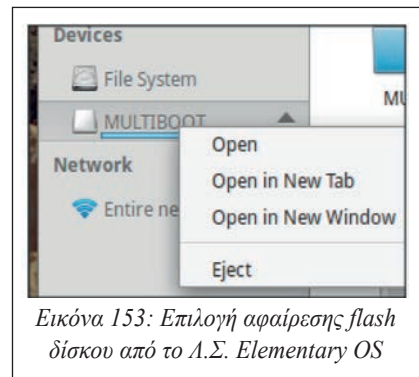 Devices
File System
MULTIBOOT
MU
Network
Entire ne
Open
Open in New Tab
Open in New Window
Eject
Εικόνα 153: Επιλογή αφαίρεσης flash
δίσκου από το Λ.Σ. Elementary OS